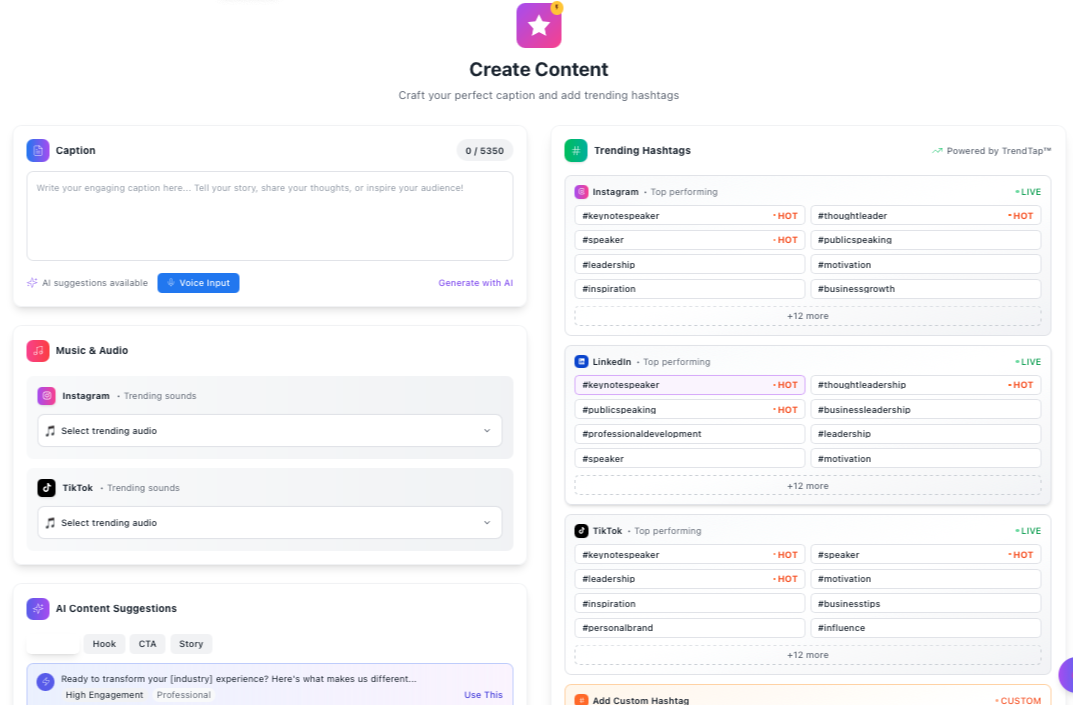 Create Content
Craft your perfect caption and add trending hashtags
Caption
0 / 5350
Write your engaging caption here... Tell your story, share your thoughts, or inspire your audience!
AI suggestions available
Voice Input
Generate with AI
Music & Audio
Instagram • Trending sounds
Select trending audio
TikTok • Trending sounds
Select trending audio
AI Content Suggestions
Hook CTA Story
Ready to transform your [industry] experience? Here's what makes us different...
High Engagement Professional Use This
Trending Hashtags
Powered by TrendTap™
Instagram • Top performing LIVE
#keynotespeaker HOT #thoughtleader HOT
#speaker HOT #publicspeaking
#leadership #motivation
#inspiration #businessgrowth
+12 more
LinkedIn • Top performing LIVE
#keynotespeaker HOT #thoughtleadership HOT
#publicspeaking HOT #businessleadership
#professionaldevelopment #leadership
#speaker #motivation
+12 more
TikTok • Top performing LIVE
#keynotespeaker HOT #speaker HOT
#leadership HOT #motivation
#inspiration #businesstips
#personalbrand #influence
+12 more
Add Custom Hashtag CUSTOM